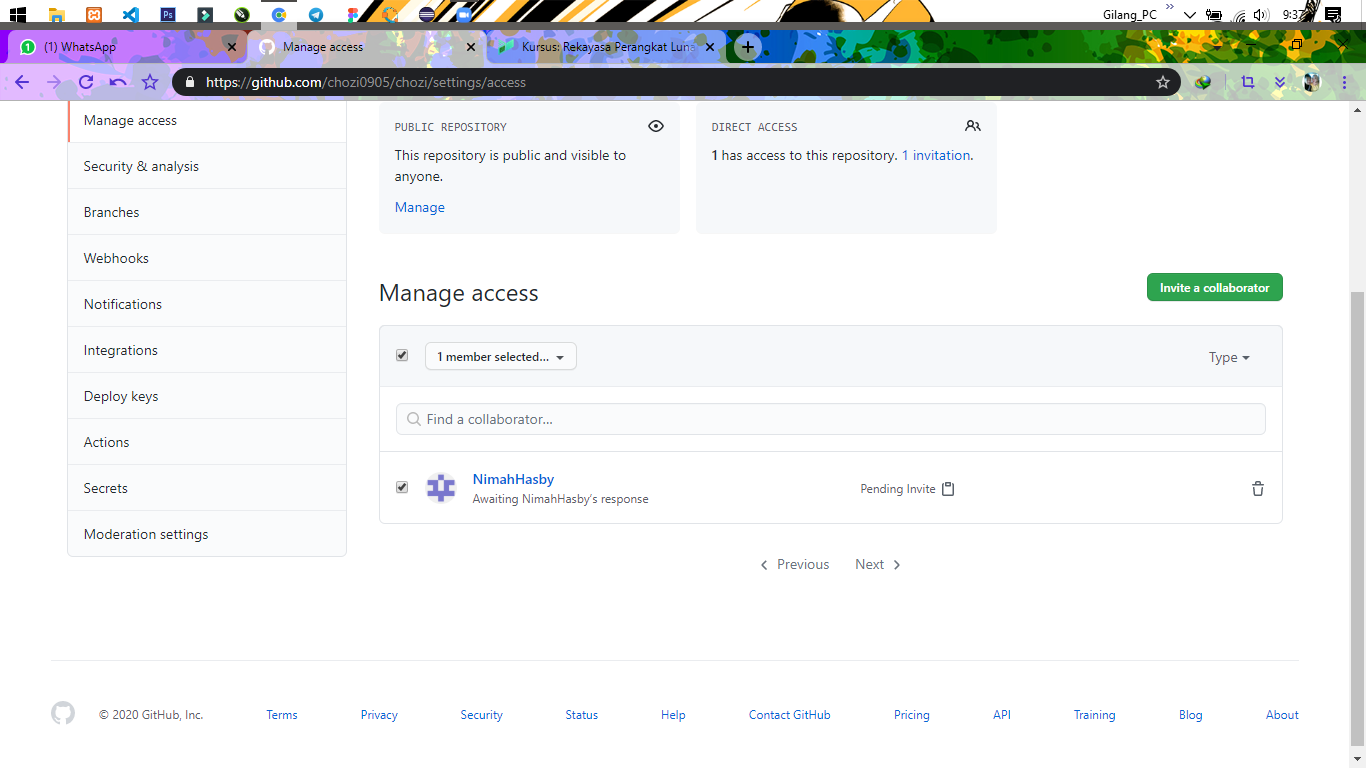 Gilang_PC
(1) WhatsApp
Manage access
Kursus: Rekayasa Perangkat Luna
https://github.com/chozi0905/chozi/settings/access
Manage access
Security & analysis
Branches
Webhooks
Notifications
Integrations
Deploy keys
Actions
Secrets
Moderation settings
PUBLIC REPOSITORY
This repository is public and visible to
anyone.
Manage
DIRECT ACCESS
1 has access to this repository. 1 invitation.
Manage access
Invite a collaborator
1 member selected...
Type
Find a collaborator...
NimahHasby
Awaiting NimahHasby's response
Pending Invite
Previous
Next
© 2020 GitHub, Inc.
Terms
Privacy
Security
Status
Help
Contact GitHub
Pricing
API
Training
Blog
About